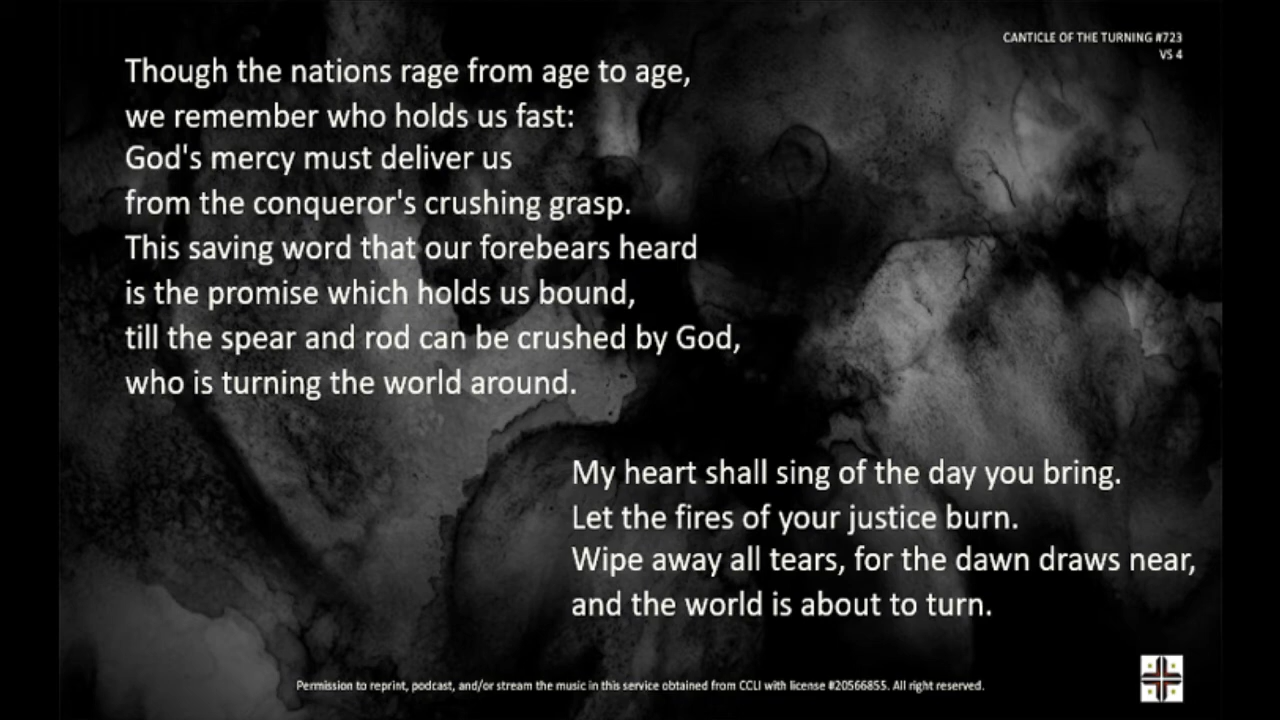 CANTICLE OF THE TURNING #723
VS 4
Though the nations rage from age to age,
we remember who holds us fast:
God's mercy must deliver us
from the conqueror's crushing grasp.
This saving word that our forebears heard
is the promise which holds us bound,
till the spear and rod can be crushed by God,
who is turning the world around.
My heart shall sing of the day you bring.
Let the fires of your justice burn.
Wipe away all tears, for the dawn draws near,
and the world is about to turn.
Permission to reprint, podcast, and/or stream the music in this service obtained from CCLI with license #20566855. All right reserved.